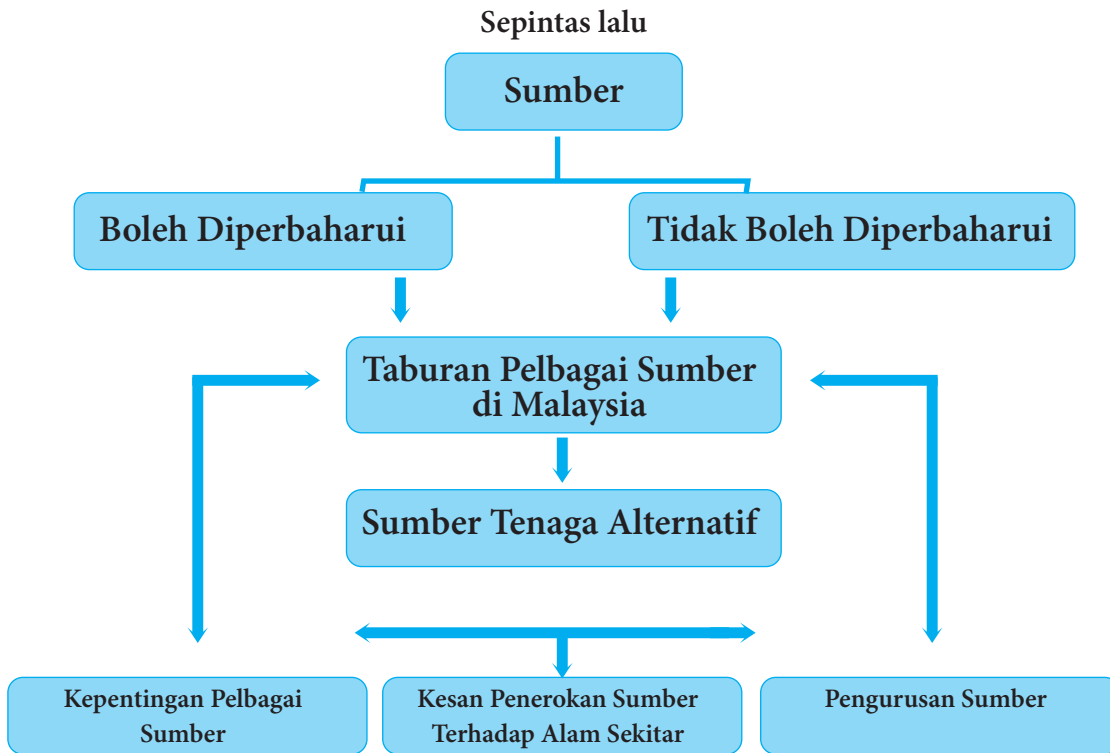 Sepintas lalu
Sumber
Boleh Diperbaharui
Tidak Boleh Diperbaharui
Taburan Pelbagai Sumber
di Malaysia
Sumber Tenaga Alternatif
Kepentingan Pelbagai
Sumber
Kesan Penerokan Sumber
Terhadap Alam Sekitar
Pengurusan Sumber